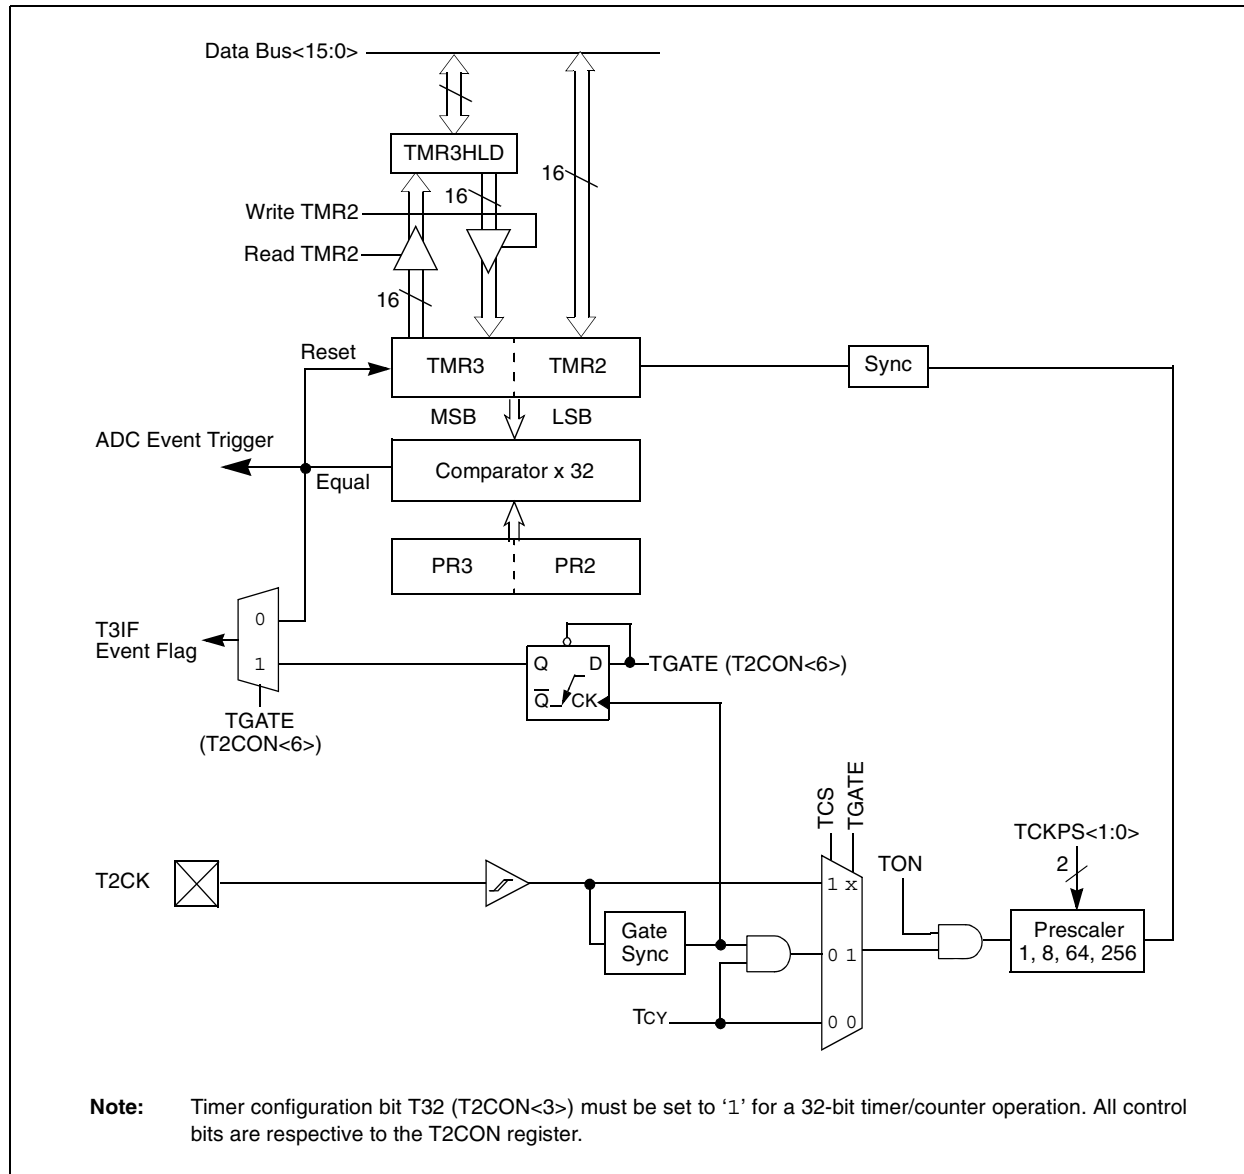 Data Bus<15:0>
TMR3HLD
16
16
Write TMR2
Read TMR2
16
Reset
TMR3
TMR2
Sync
MSB
LSB
ADC Event Trigger
Equal
Comparator x 32
PR3
PR2
0
T3IF
Event Flag
1
Q
D
TGATE (T2CON<6>)
Q
CK
TGATE
(T2CON<6>)
TCS
TGATE
TCKPS<1:0>
2
TON
T2CK
1 x
Gate
Sync
0 1
Prescaler
1, 8, 64, 256
TCY
0 0
Note: Timer configuration bit T32 (T2CON<3>) must be set to ‘1’ for a 32-bit timer/counter operation. All control
bits are respective to the T2CON register.